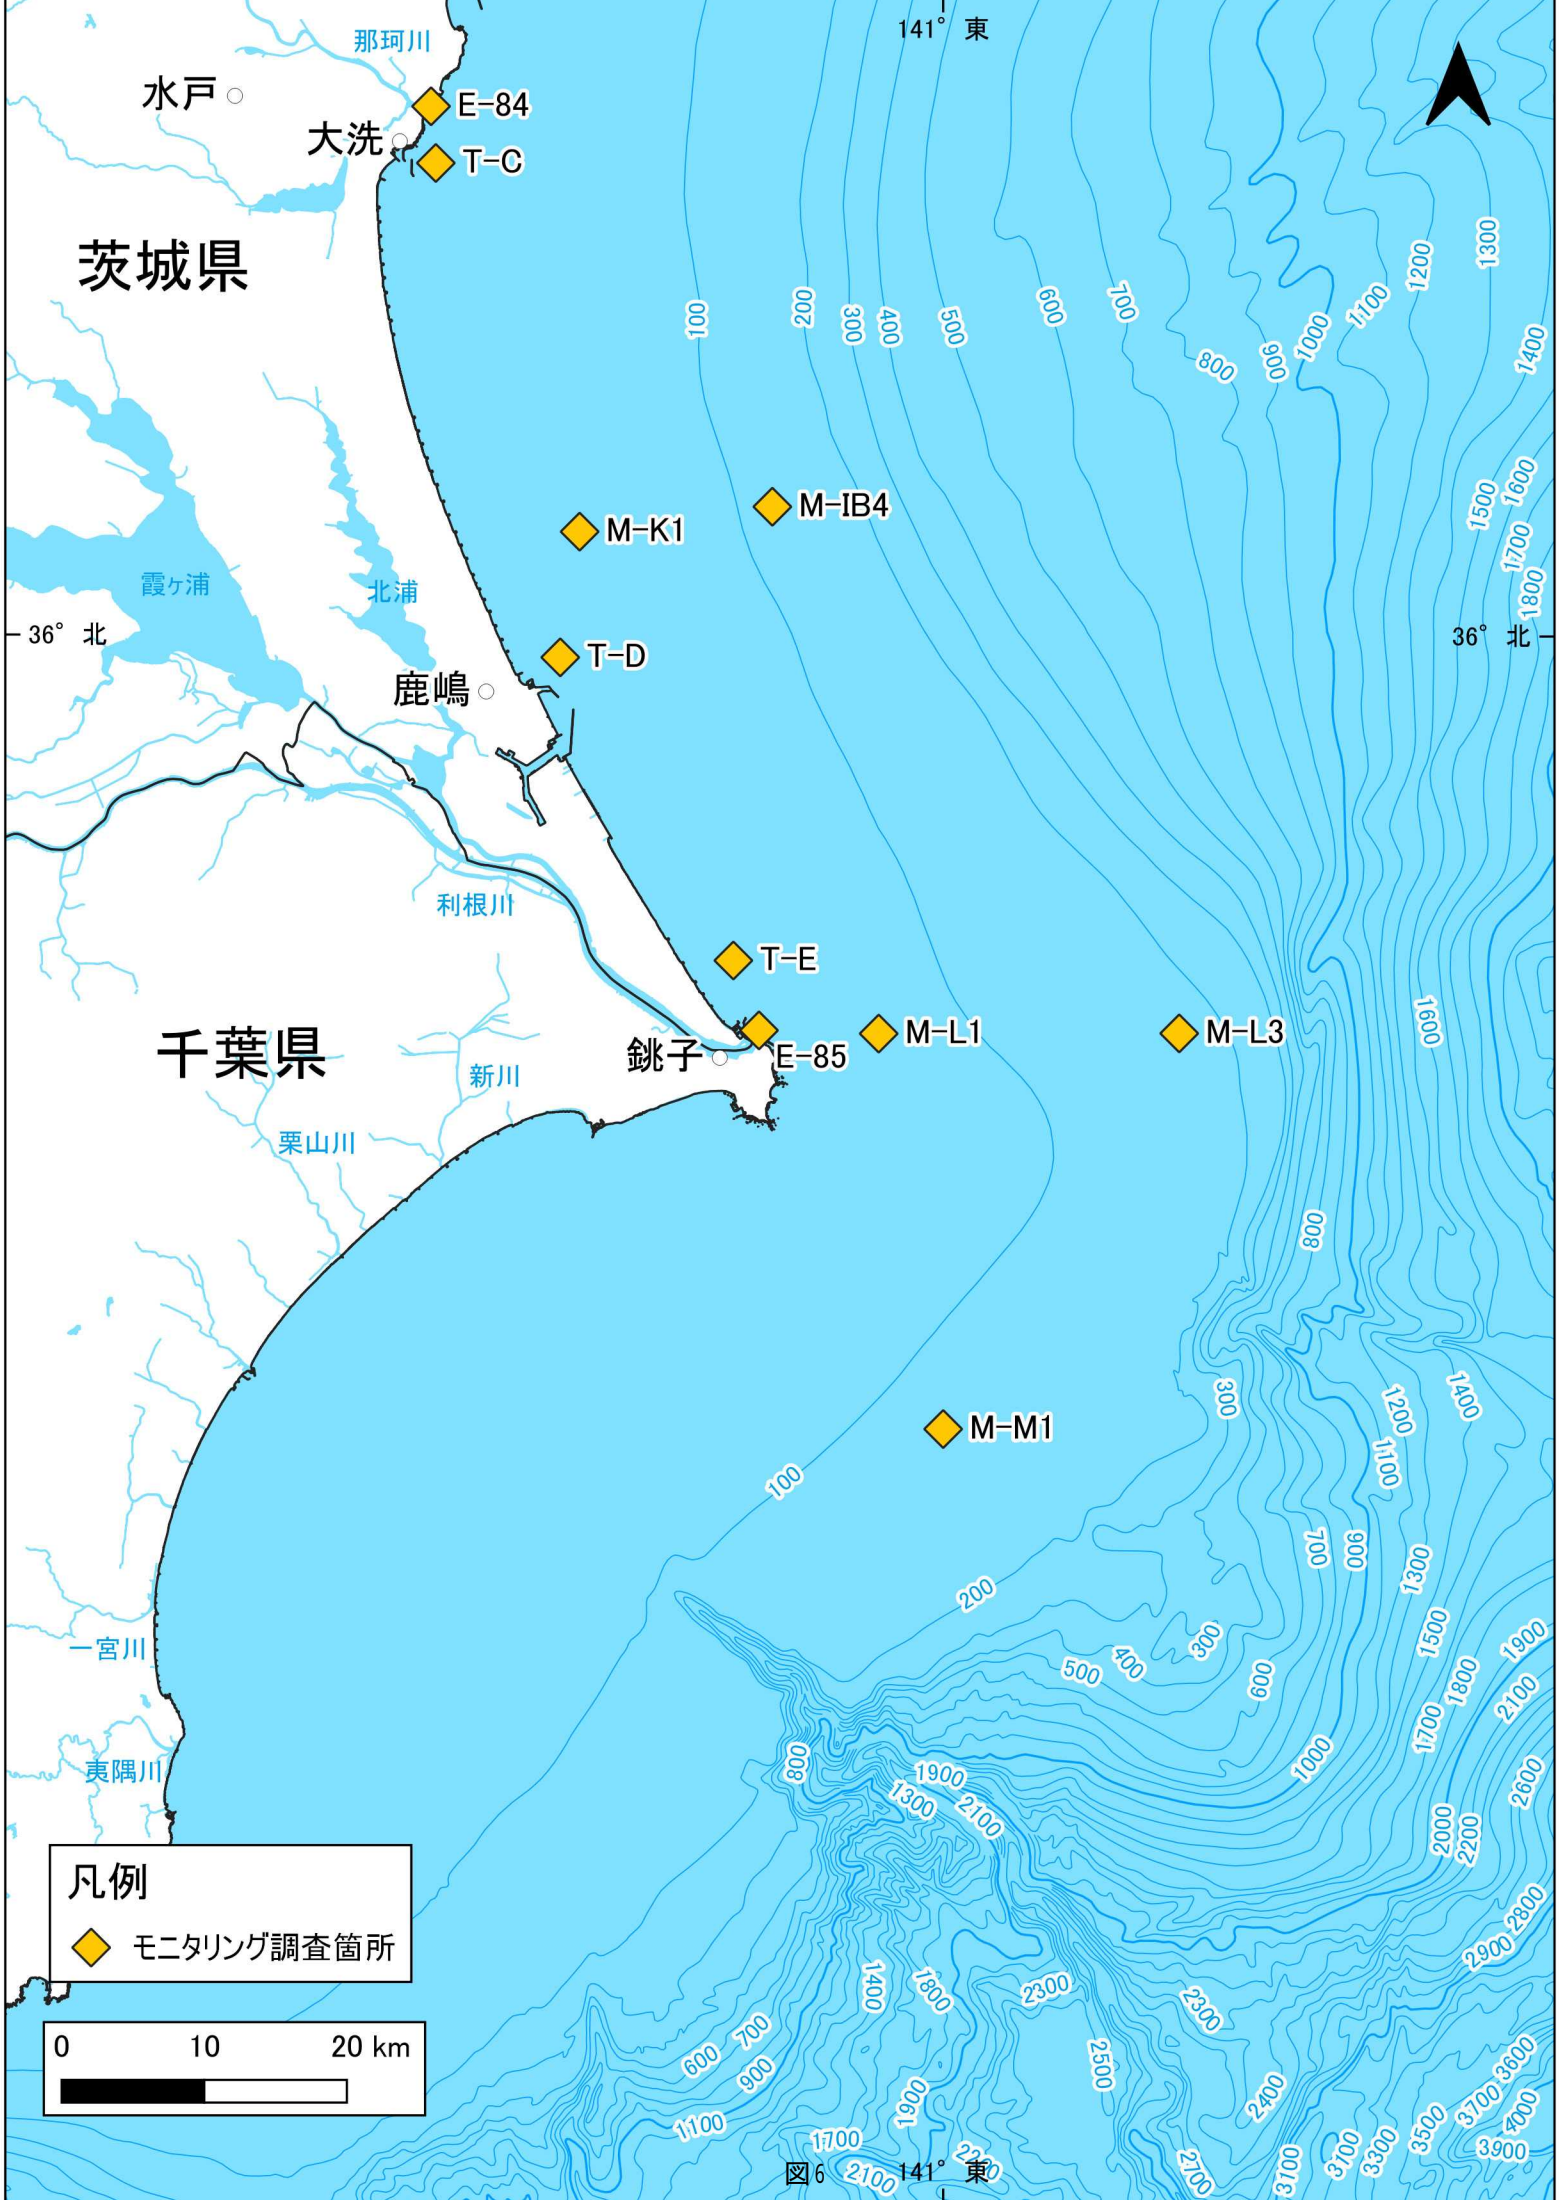 141° 東
那珂川
水戸
E-84
大洗
T-C
茨城県
100
200
300
400
500
600
700
800
900
1000
1100
1200
1300
1400
M-IB4
M-K1
1500
1600
1700
1800
霞ヶ浦
北浦
36° 北
36° 北
T-D
鹿嶋
利根川
T-E
千葉県
銚子
E-85
M-L1
M-L3
1600
新川
栗山川
800
300
1200
1400
1100
M-M1
100
700
900
1300
200
一宮川
300
400
500
600
1500
1900
1800
2100
1700
夷隅川
800
1900
1300
2100
1000
2600
2000
2200
凡例
モニタリング調査箇所
2800
2900
1400
1800
2300
2300
0 10 20 km
700
600
900
1100
2500
1900
2400
3600
3700
4000
3500
3900
3300
3100
3100
2700
1700
2100
2200
図6
141° 東